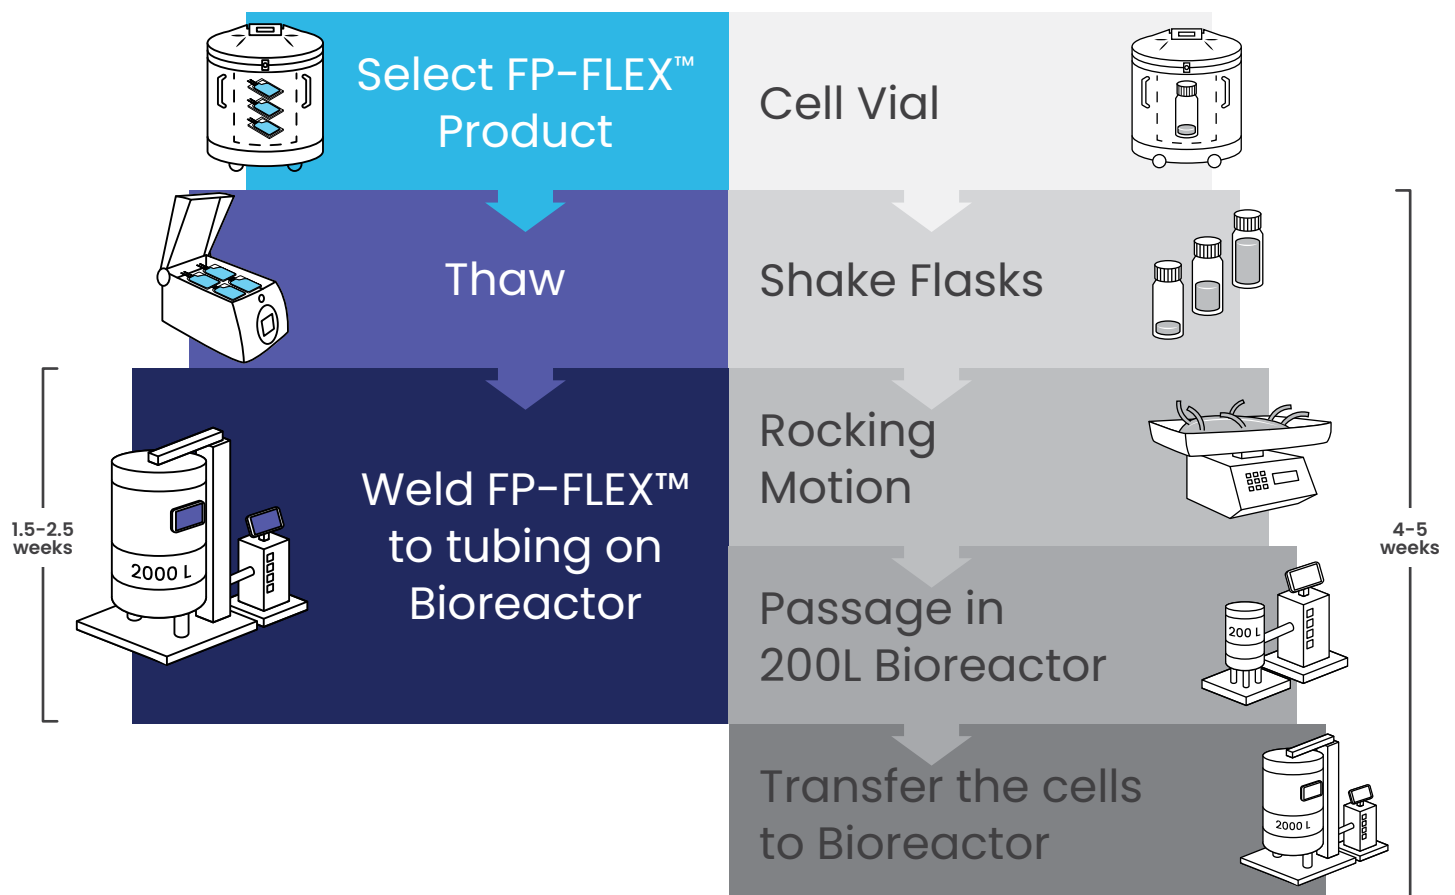 Select FP-FLEX™
Product
Thaw
1.5-2.5
weeks
2000 L
Weld FP-FLEX™
to tubing on
Bioreactor
Cell Vial
Shake Flasks
Rocking
Motion
Passage in
200L Bioreactor
200 L
Transfer the cells
to Bioreactor
2000 L
4-5
weeks